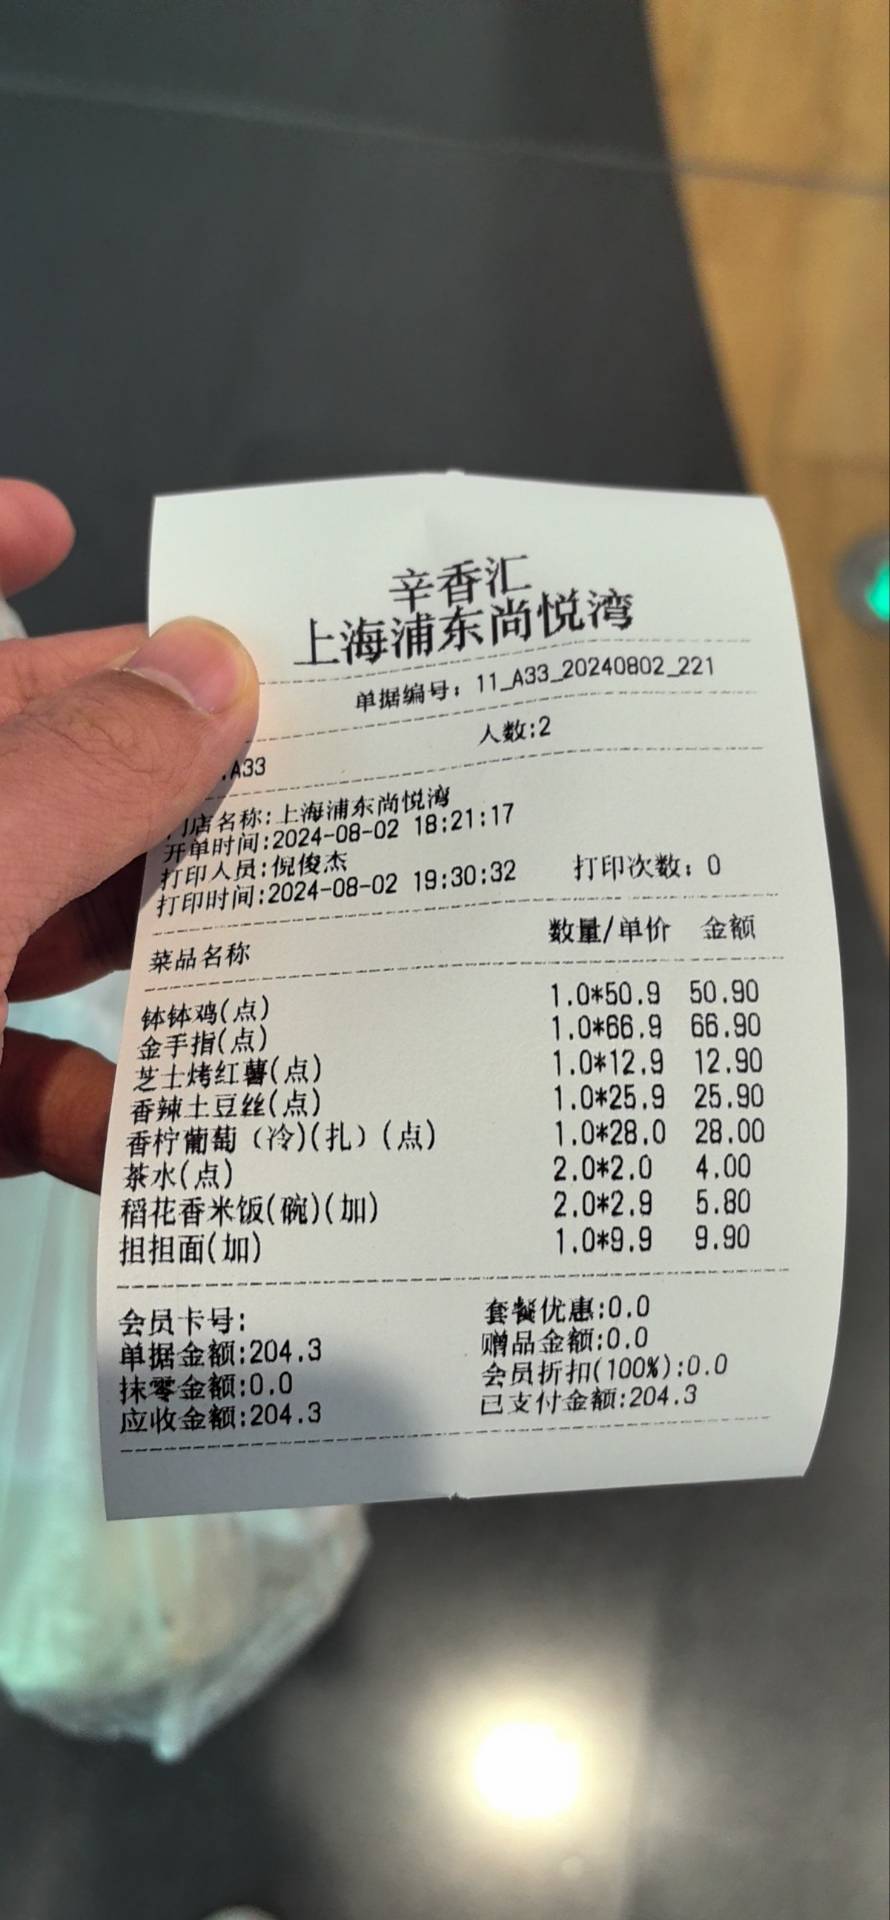 辛香汇
上海浦东尚悦湾
单据编号：11_A33_20240802_221
.A33 人数:2
门店名称:上海浦东尚悦湾
开单时间:2024-08-02 18:21:17
打印人员:倪俊杰
打印时间:2024-08-02 19:30:32 打印次数：0
菜品名称 数量/单价 金额
钵钵鸡(点) 1.0*50.9 50.90
金手指(点) 1.0*66.9 66.90
芝士烤红薯(点) 1.0*12.9 12.90
香辣土豆丝(点) 1.0*25.9 25.90
香柠葡萄（冷)(扎）(点) 1.0*28.0 28.00
茶水(点) 2.0*2.0 4.00
稻花香米饭(碗)(加) 2.0*2.9 5.80
担担面(加) 1.0*9.9 9.90
会员卡号: 套餐优惠:0.0
单据金额:204.3 赠品金额:0.0
抹零金额:0.0 会员折扣(100%):0.0
应收金额:204.3 已支付金额:204.3